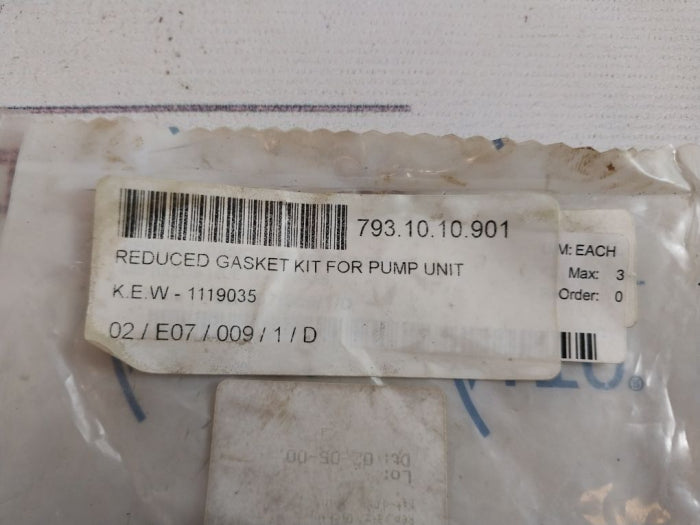 793.10.10.901
REDUCED GASKET KIT FOR PUMP UNIT
K.E.W - 1119035
02 / E07 / 009 / 1 / D
M: EACH
Max: 3
Order: 0
Lo: